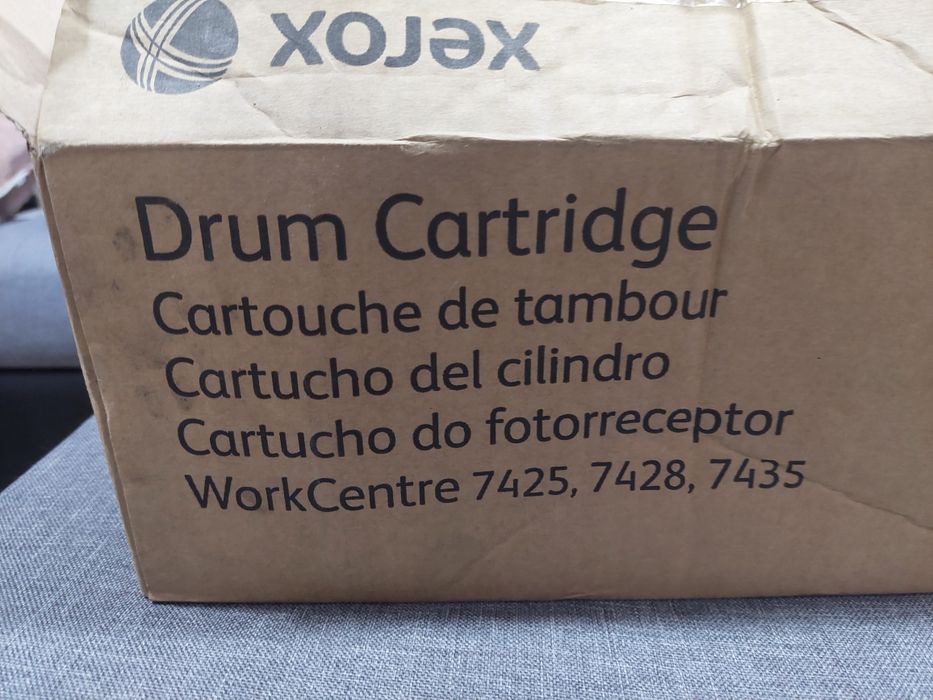 xerox
Drum Cartridge
Cartouche de tambour
Cartucho del cilindro
Cartucho do fotorreceptor
WorkCentre 7425, 7428, 7435